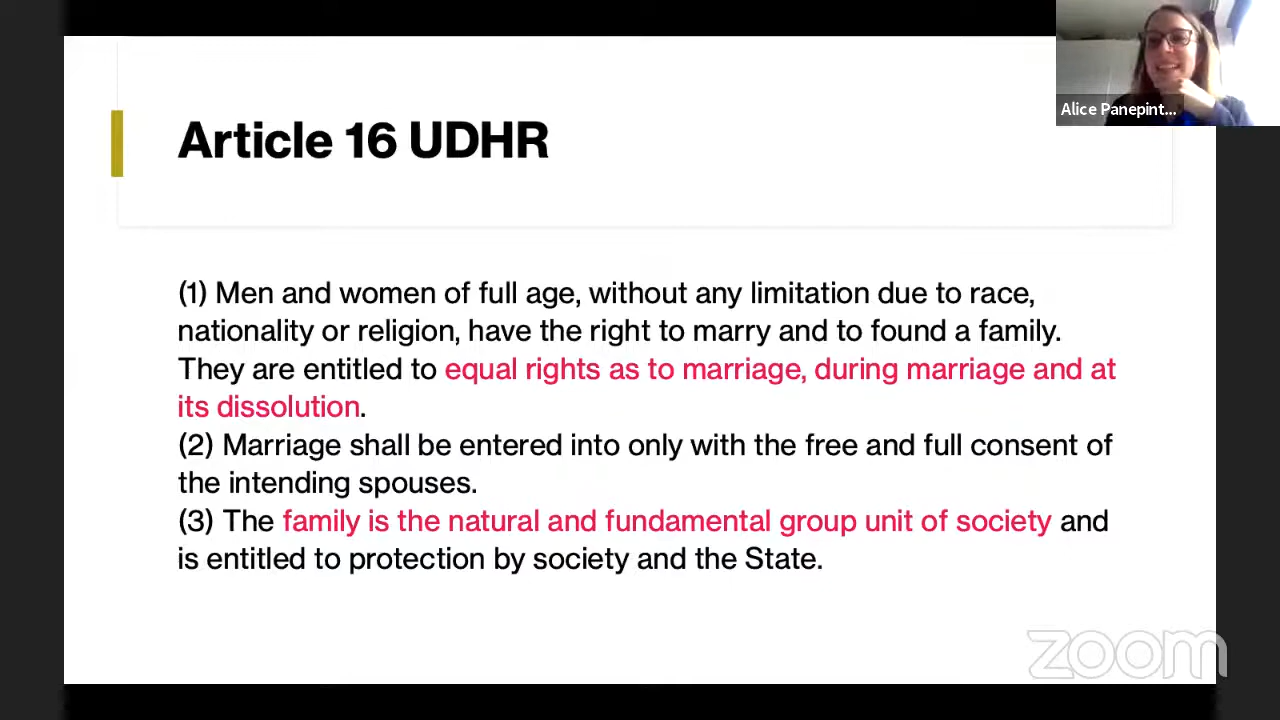 Alice Panepint...
Article 16 UDHR
(1) Men and women of full age, without any limitation due to race,
nationality or religion, have the right to marry and to found a family.
They are entitled to equal rights as to marriage, during marriage and at
its dissolution.
(2) Marriage shall be entered into only with the free and full consent of
the intending spouses.
(3) The family is the natural and fundamental group unit of society and
is entitled to protection by society and the State.
zoom